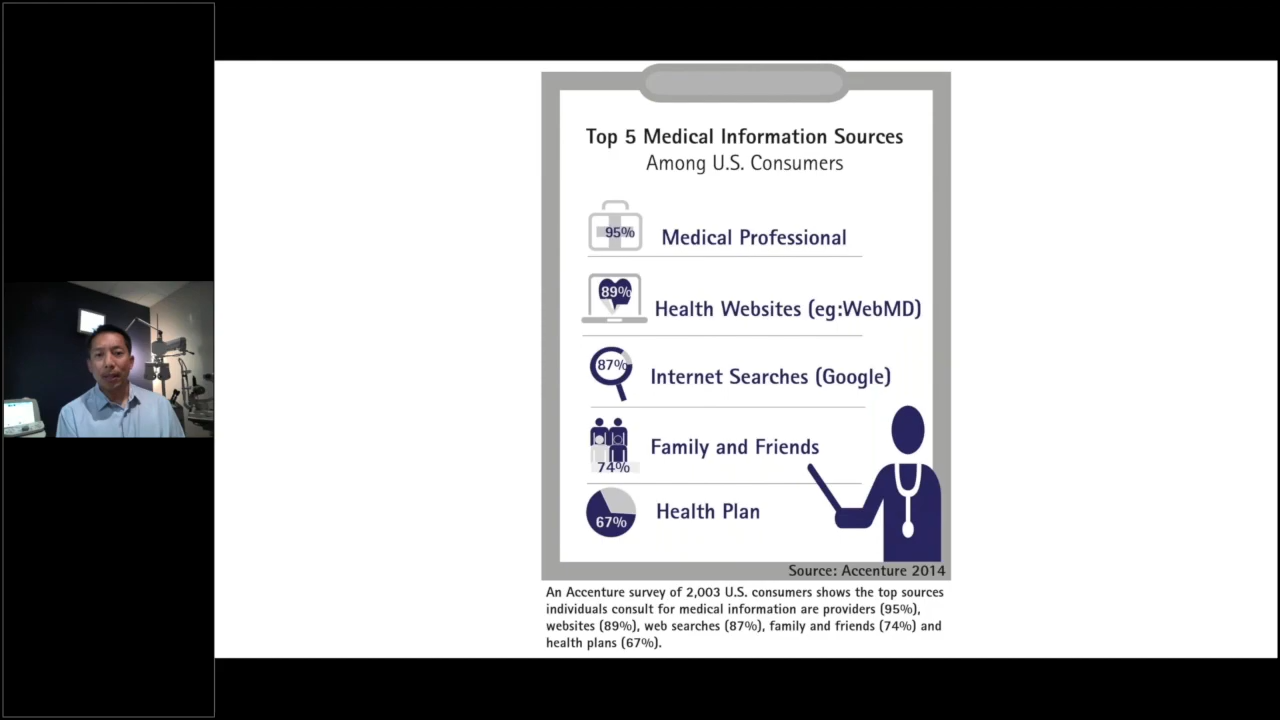 Top 5 Medical Information Sources
Among U.S. Consumers
95%
Medical Professional
89%
Health Websites (eg:WebMD)
87%
Internet Searches (Google)
74%
Family and Friends
67%
Health Plan
Source: Accenture 2014
An Accenture survey of 2,003 U.S. consumers shows the top sources
individuals consult for medical information are providers (95%),
websites (89%), web searches (87%), family and friends (74%) and
health plans (67%).